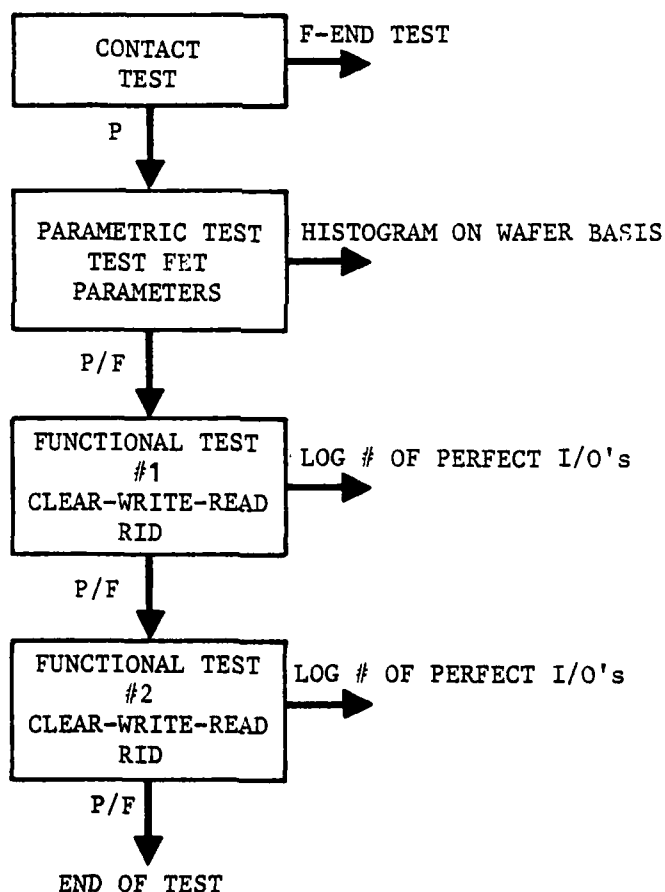 CONTACT
TEST
F-END TEST
P
PARAMETRIC TEST
TEST FET
PARAMETERS
HISTOGRAM ON WAFER BASIS
P/F
FUNCTIONAL TEST
#1
CLEAR-WRITE-READ
RID
LOG # OF PERFECT I/O's
P/F
FUNCTIONAL TEST
#2
CLEAR-WRITE-READ
RID
LOG # OF PERFECT I/O's
P/F
END OF TEST